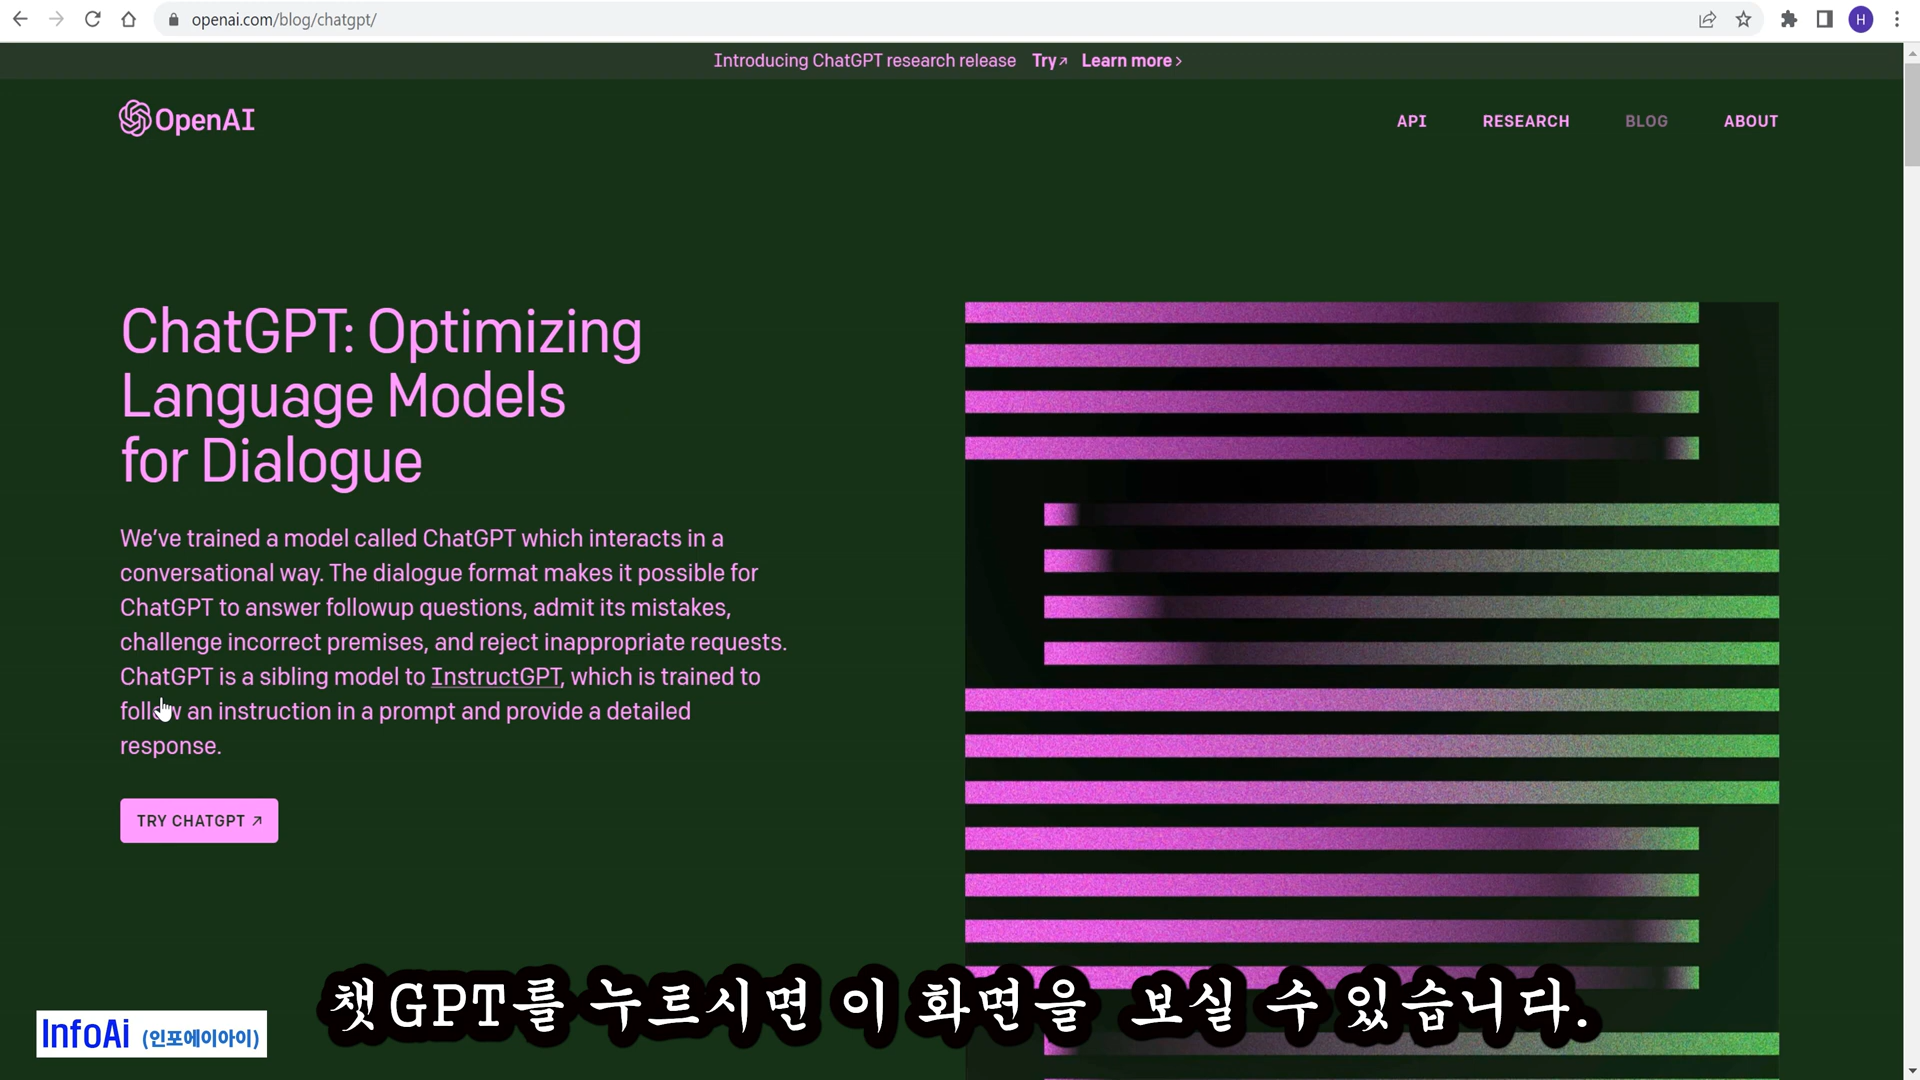 openai.com/blog/chatgpt/
H
Introducing ChatGPT research release Try↗ Learn more ›
OpenAI
API RESEARCH BLOG ABOUT
ChatGPT: Optimizing
Language Models
for Dialogue
We’ve trained a model called ChatGPT which interacts in a
conversational way. The dialogue format makes it possible for
ChatGPT to answer followup questions, admit its mistakes,
challenge incorrect premises, and reject inappropriate requests.
ChatGPT is a sibling model to InstructGPT, which is trained to
follow an instruction in a prompt and provide a detailed
response.
TRY CHATGPT ↗
챗GPT를 누르시면 이 화면을 보실 수 있습니다.
InfoAi (인포에이아이)